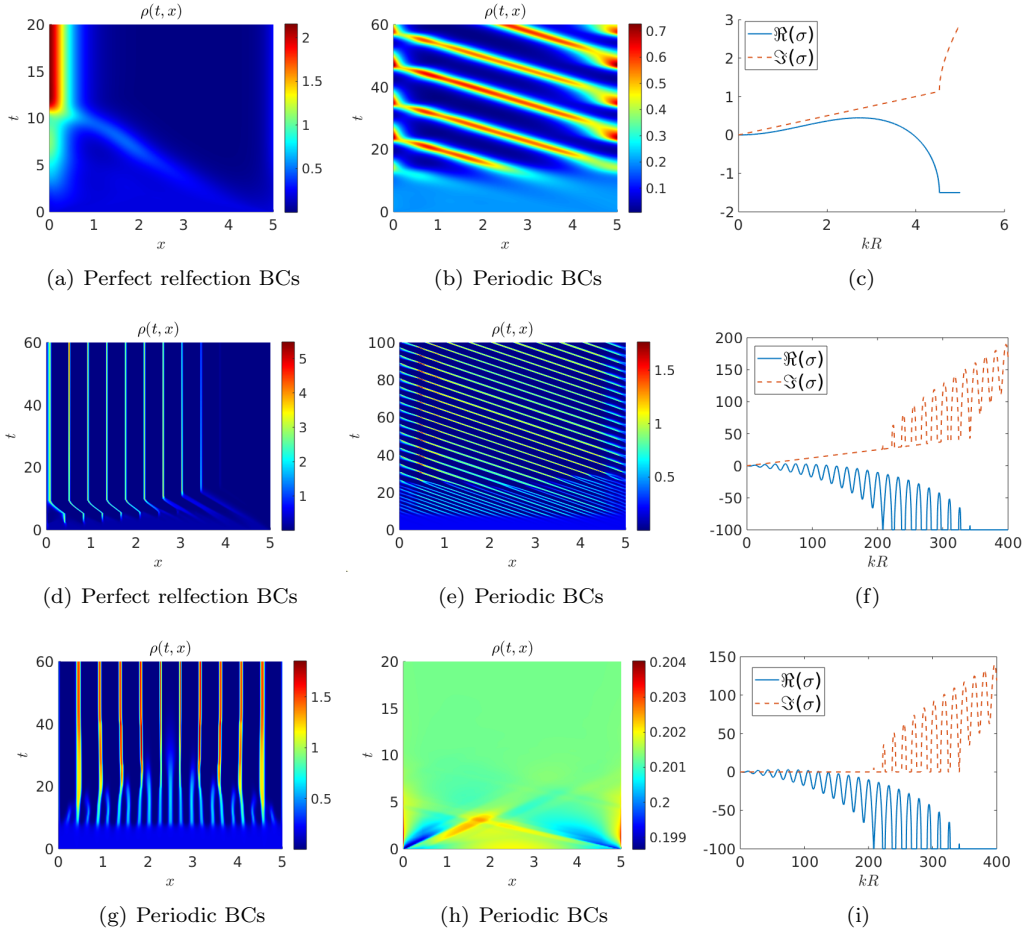 ρ(t, x)
20
15
10
5
0
t
0 1 2 3 4 5
x
2
1.5
1
0.5
(a) Perfect relfection BCs
ρ(t, x)
60
40
20
0
t
0 1 2 3 4 5
x
0.7
0.6
0.5
0.4
0.3
0.2
0.1
(b) Periodic BCs
3
2
1
0
-1
-2
ℜ(σ)
ℑ(σ)
0 2 4 6
kR
(c)
ρ(t, x)
60
40
20
0
t
0 1 2 3 4 5
x
5
4
3
2
1
(d) Perfect relfection BCs
ρ(t, x)
100
80
60
40
20
0
t
0 1 2 3 4 5
x
1.5
1
0.5
(e) Periodic BCs
200
150
100
50
0
-50
-100
ℜ(σ)
ℑ(σ)
0 100 200 300 400
kR
(f)
ρ(t, x)
60
40
20
0
t
0 1 2 3 4 5
x
1.5
1
0.5
(g) Periodic BCs
ρ(t, x)
20
15
10
5
0
t
0 1 2 3 4 5
x
0.204
0.203
0.202
0.201
0.2
0.199
(h) Periodic BCs
150
100
50
0
-50
-100
ℜ(σ)
ℑ(σ)
0 100 200 300 400
kR
(i)